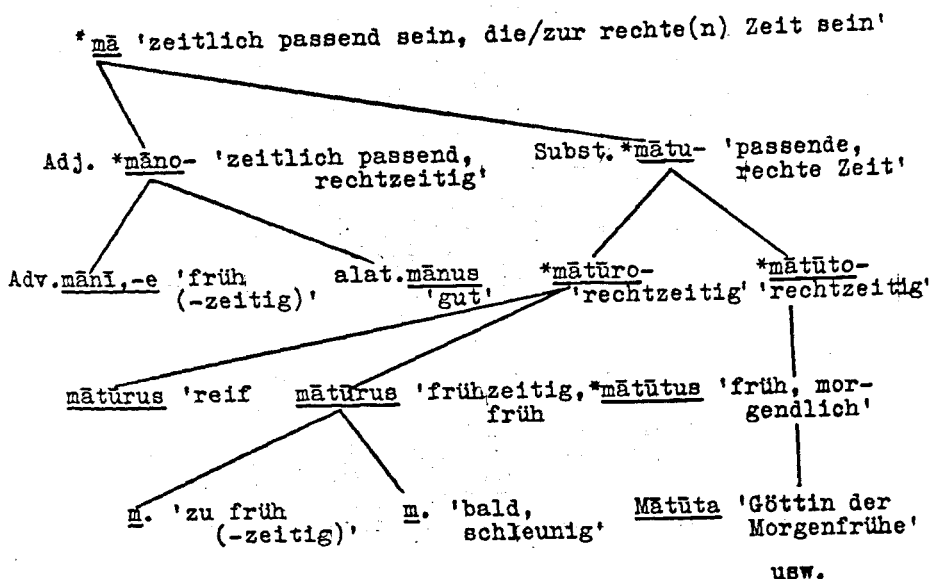 *mā 'zeitlich passend sein, die/zur rechte(n) Zeit sein'
Adj. *māno- 'zeitlich passend,
rechtzeitig'
Subst. *mātu- 'passende,
rechte Zeit'
Adv. mānī, -e 'früh
(-zeitig)'
alat. mānus
'gut'
*mātūro-
'rechtzeitig'
*mātūto-
'rechtzeitig'
mātūrus 'reif
mātūrus 'frühzeitig,
früh
*mātūtus 'früh, mor-
gendlich'
m. 'zu früh
(-zeitig)'
m. 'bald,
schleunig'
Mātūta 'Göttin der
Morgenfrühe'
usw.